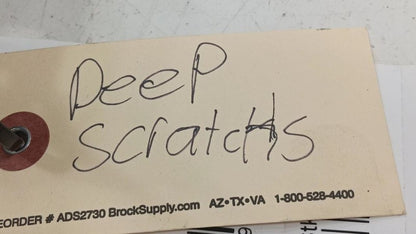 Deep
scratchs
EORDER # ADS2730 BrockSupply.com AZ•TX•VA 1-800-528-4400